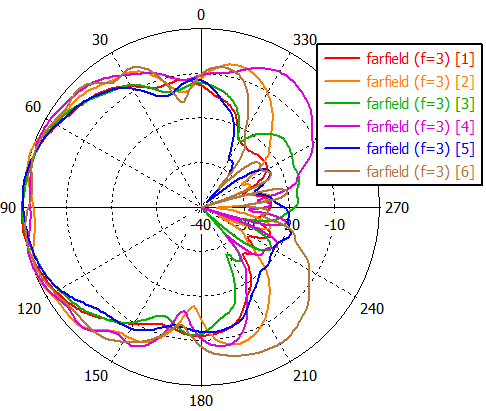 0
30
330
farfield (f=3) [1]
farfield (f=3) [2]
farfield (f=3) [3]
farfield (f=3) [4]
farfield (f=3) [5]
farfield (f=3) [6]
60
90
-40
-10
270
120
240
150
210
180